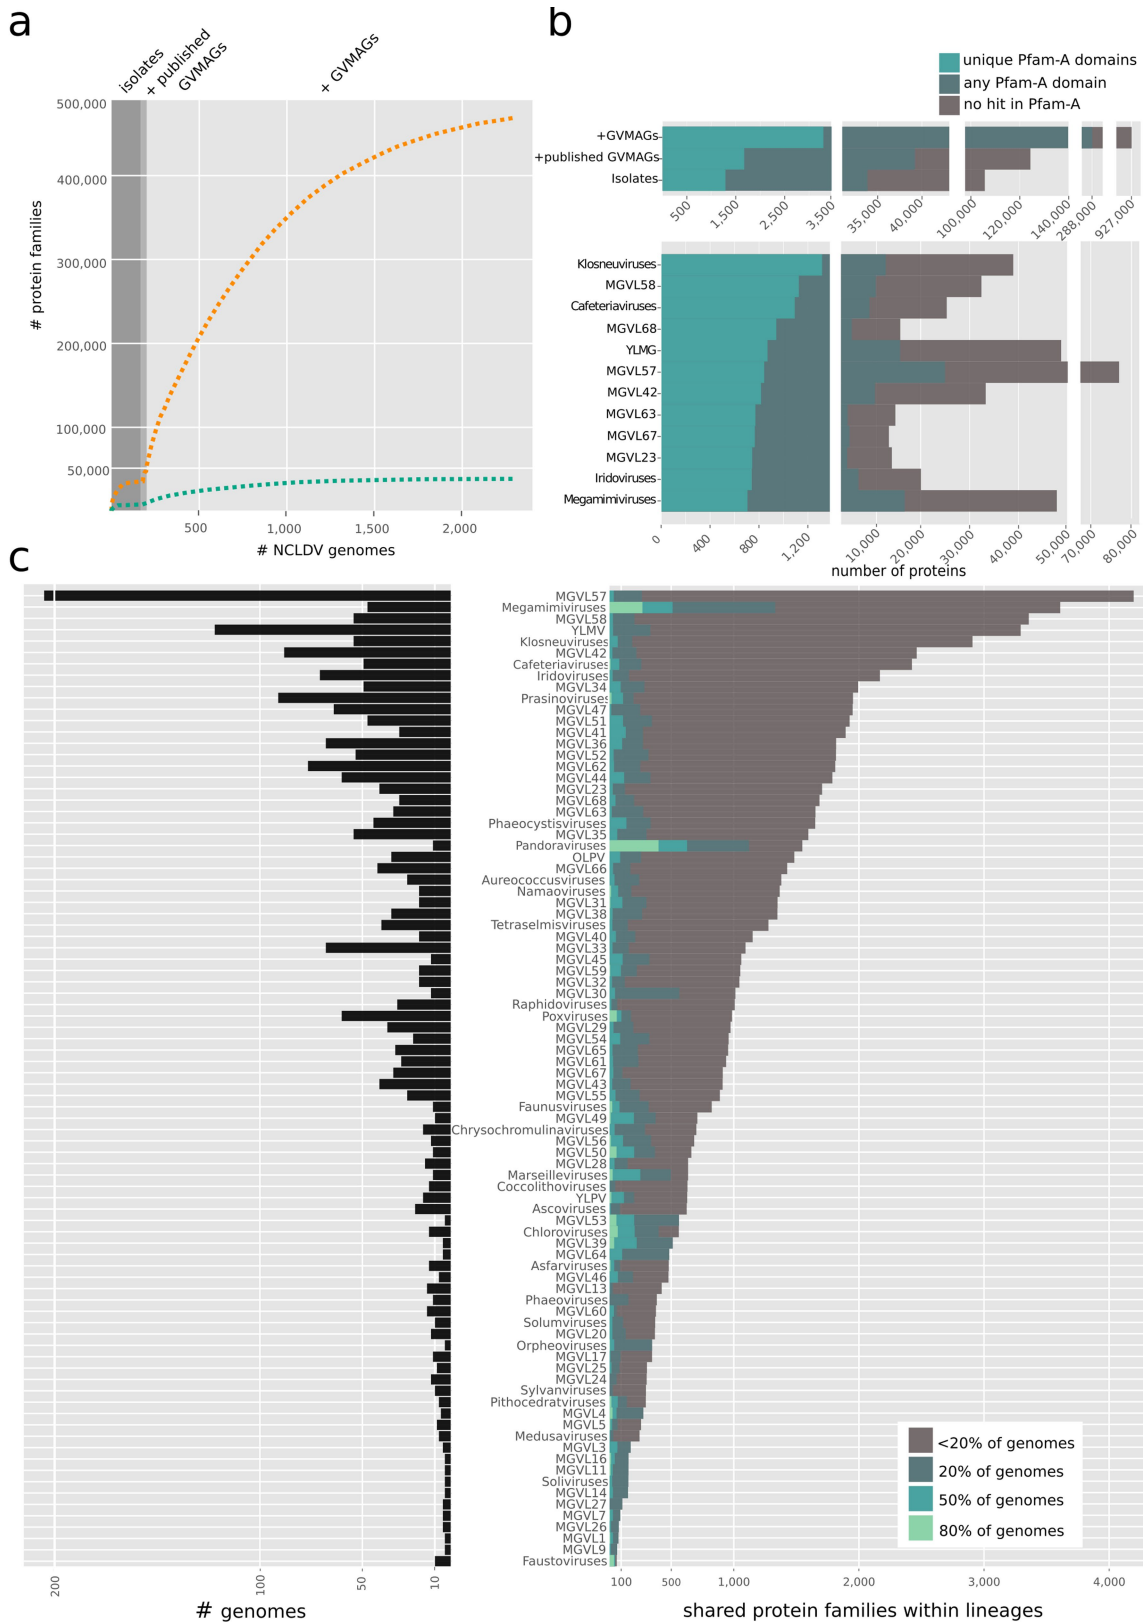 a
isolates
+ published
GVMAGs
+ GVMAGs
# protein families
500,000
400,000
300,000
200,000
100,000
50,000
500
1,000
1,500
2,000
# NCLDV genomes
b
unique Pfam-A domains
any Pfam-A domain
no hit in Pfam-A
+GVMAGs
+published GVMAGs
Isolates
500
1,500
2,500
3,500
35,000
40,000
100,000
120,000
140,000
288,000
927,000
Klosneuviruses
MGVL58
Cafeteriaviruses
MGVL68
YLMG
MGVL57
MGVL42
MGVL63
MGVL67
MGVL23
Iridoviruses
Megamimiviruses
0
400
800
1,200
10,000
20,000
30,000
40,000
50,000
70,000
80,000
number of proteins
c
MGVL57
Megamimiviruses
MGVL58
YLMV
Klosneuviruses
MGVL42
Cafeteriaviruses
Iridoviruses
MGVL34
Prasinoviruses
MGVL47
MGVL51
MGVL41
MGVL36
MGVL52
MGVL62
MGVL44
MGVL23
MGVL68
MGVL63
Phaeocystisviruses
MGVL35
Pandoraviruses
OLPV
MGVL66
Aureococcusviruses
Namaoviruses
MGVL31
MGVL38
Tetraselmisviruses
MGVL40
MGVL33
MGVL45
MGVL59
MGVL32
MGVL30
Raphidoviruses
Poxviruses
MGVL29
MGVL54
MGVL65
MGVL61
MGVL67
MGVL43
MGVL55
Faunusviruses
MGVL49
Chrysochromulinaviruses
MGVL56
MGVL50
MGVL28
Marseilleviruses
Coccolithoviruses
YLPV
Ascoviruses
MGVL53
Chloroviruses
MGVL39
MGVL64
Asfarviruses
MGVL46
MGVL13
Phaeoviruses
MGVL60
Solumviruses
MGVL20
Orpheoviruses
MGVL17
MGVL25
MGVL24
Sylvanviruses
Pithocedratviruses
MGVL4
MGVL5
Medusaviruses
MGVL3
MGVL16
MGVL11
Soliviruses
MGVL14
MGVL27
MGVL7
MGVL26
MGVL1
MGVL9
Faustoviruses
<20% of genomes
20% of genomes
50% of genomes
80% of genomes
200
100
50
10
# genomes
100
500
1,000
2,000
3,000
4,000
shared protein families within lineages